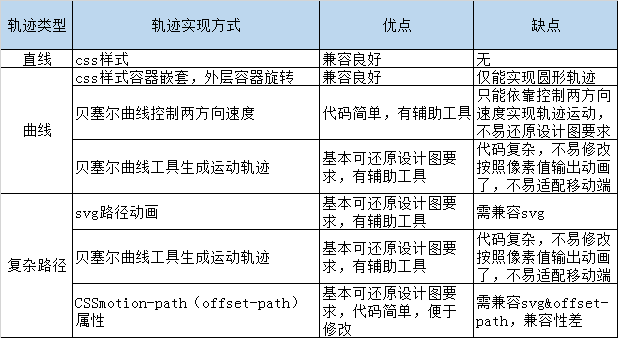 轨迹类型 轨迹实现方式 优点 缺点
直线 css样式 兼容良好 无
曲线
css样式容器嵌套，外层容器旋转 兼容良好 仅能实现圆形轨迹
贝塞尔曲线控制两方向速度 代码简单，有辅助工具
只能依靠控制两方向
速度实现轨迹运动，
不易还原设计图要求
贝塞尔曲线工具生成运动轨迹
基本可还原设计图要
求，有辅助工具
代码复杂，不易修改
按照像素值输出动画
了，不易适配移动端
复杂路径
svg路径动画
基本可还原设计图要
求，有辅助工具
需兼容svg
贝塞尔曲线工具生成运动轨迹
基本可还原设计图要
求，有辅助工具
代码复杂，不易修改
按照像素值输出动画
了，不易适配移动端
CSSmotion-path（offset-path）
属性
基本可还原设计图要
求，代码简单，便于
修改
需兼容svg&offset-
path，兼容性差